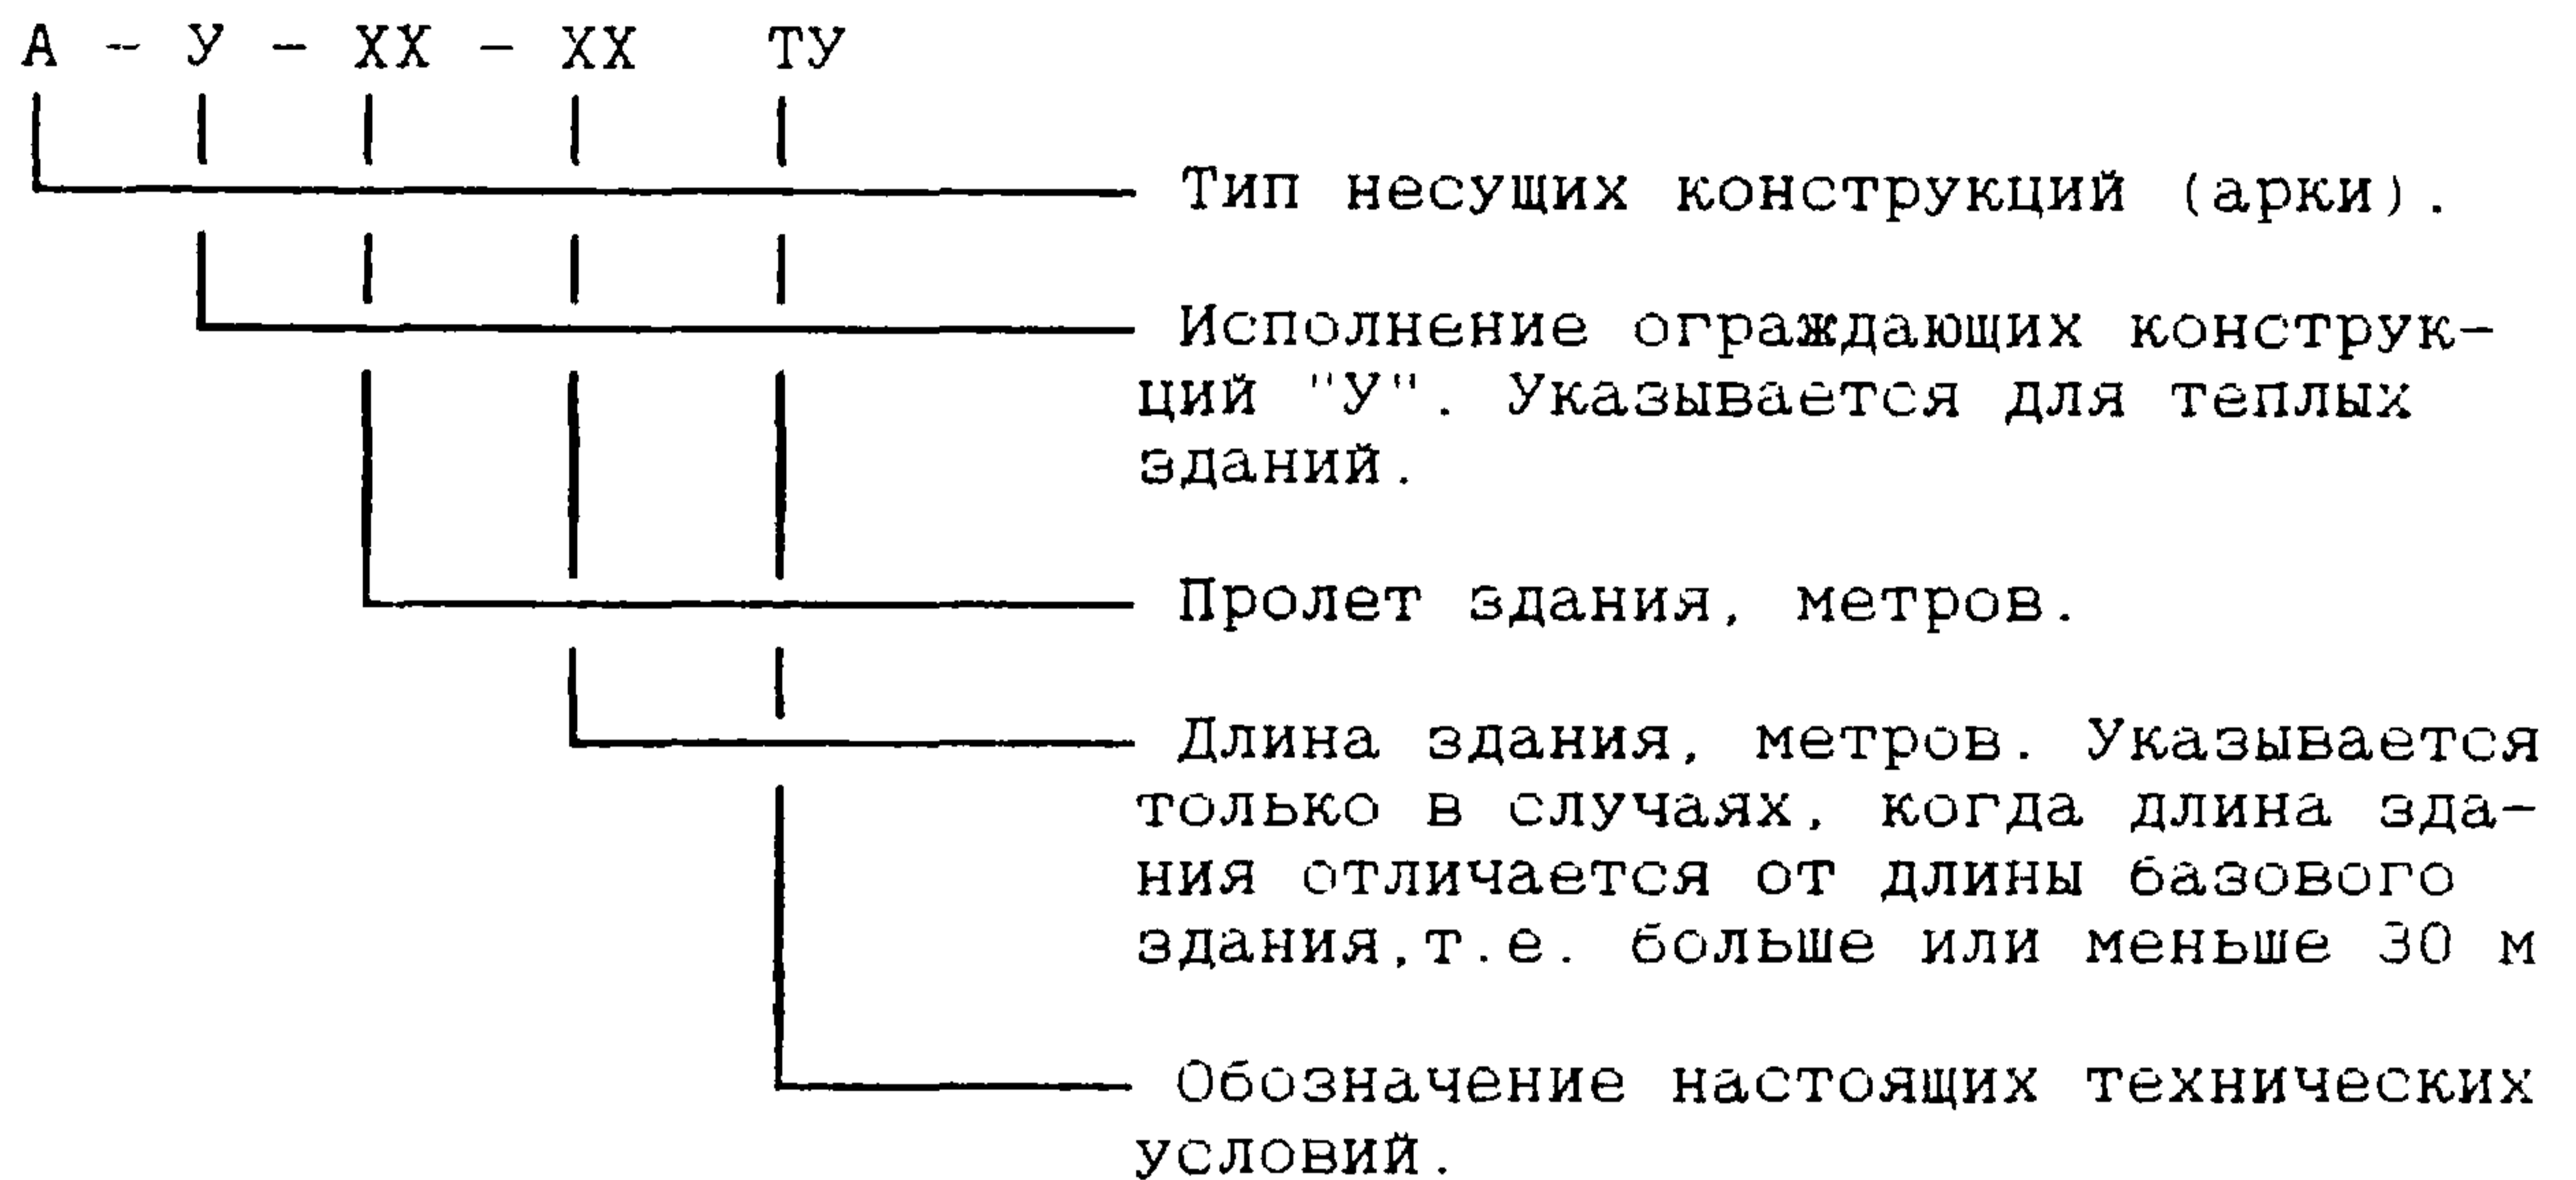 А - У - ХХ - ХХ ТУ
Тип несущих конструкций (арки).
Исполнение ограждающих конструк-
ций "У". Указывается для теплых
зданий.
Пролет здания, метров.
Длина здания, метров. Указывается
только в случаях, когда длина зда-
ния отличается от длины базового
здания,т.е. больше или меньше 30 м
Обозначение настоящих технических
условий.